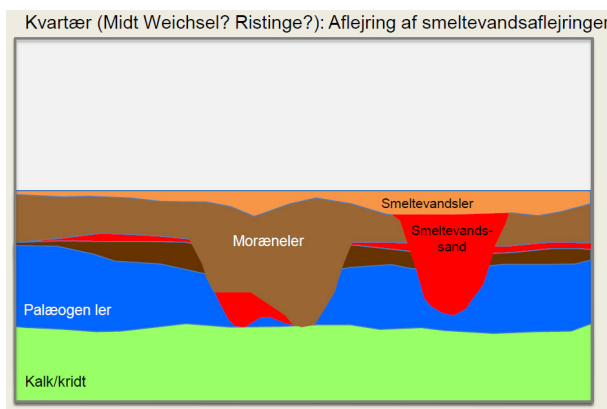 Kvartær (Midt Weichsel? Ristinge?): Aflejring af smeltevandsaflejringer
Smeltevandsler
Smeltevands-
sand
Moræneler
Palæogen ler
Kalk/kridt